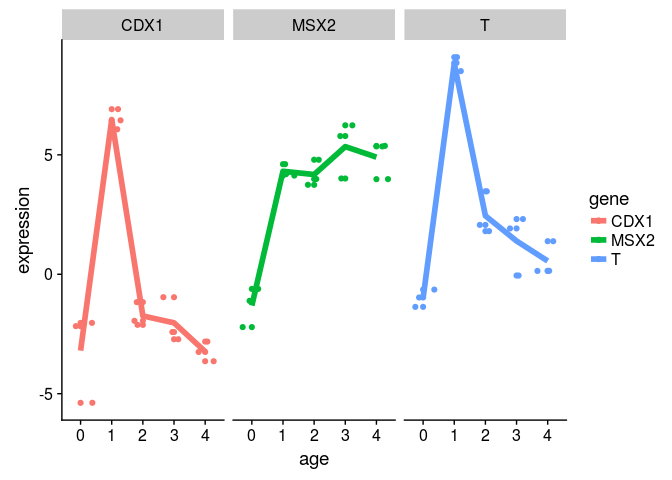 CDX1 MSX2 T
5
0
-5
expression
0 1 2 3 4 0 1 2 3 4 0 1 2 3 4
age
gene
CDX1
MSX2
T